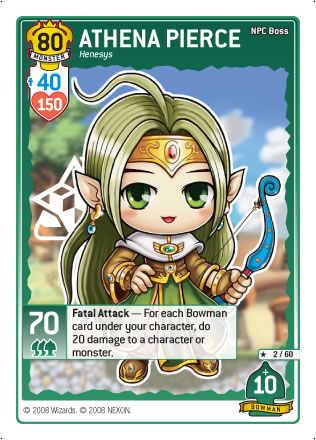 80
MONSTER
ATHENA PIERCE
NPC Boss
Henesys
40
150
70
Fatal Attack — For each Bowman
card under your character, do
20 damage to a character or
monster.
★ 2 / 60
10
BOWMAN
© 2008 Wizards. © 2008 NEXON.